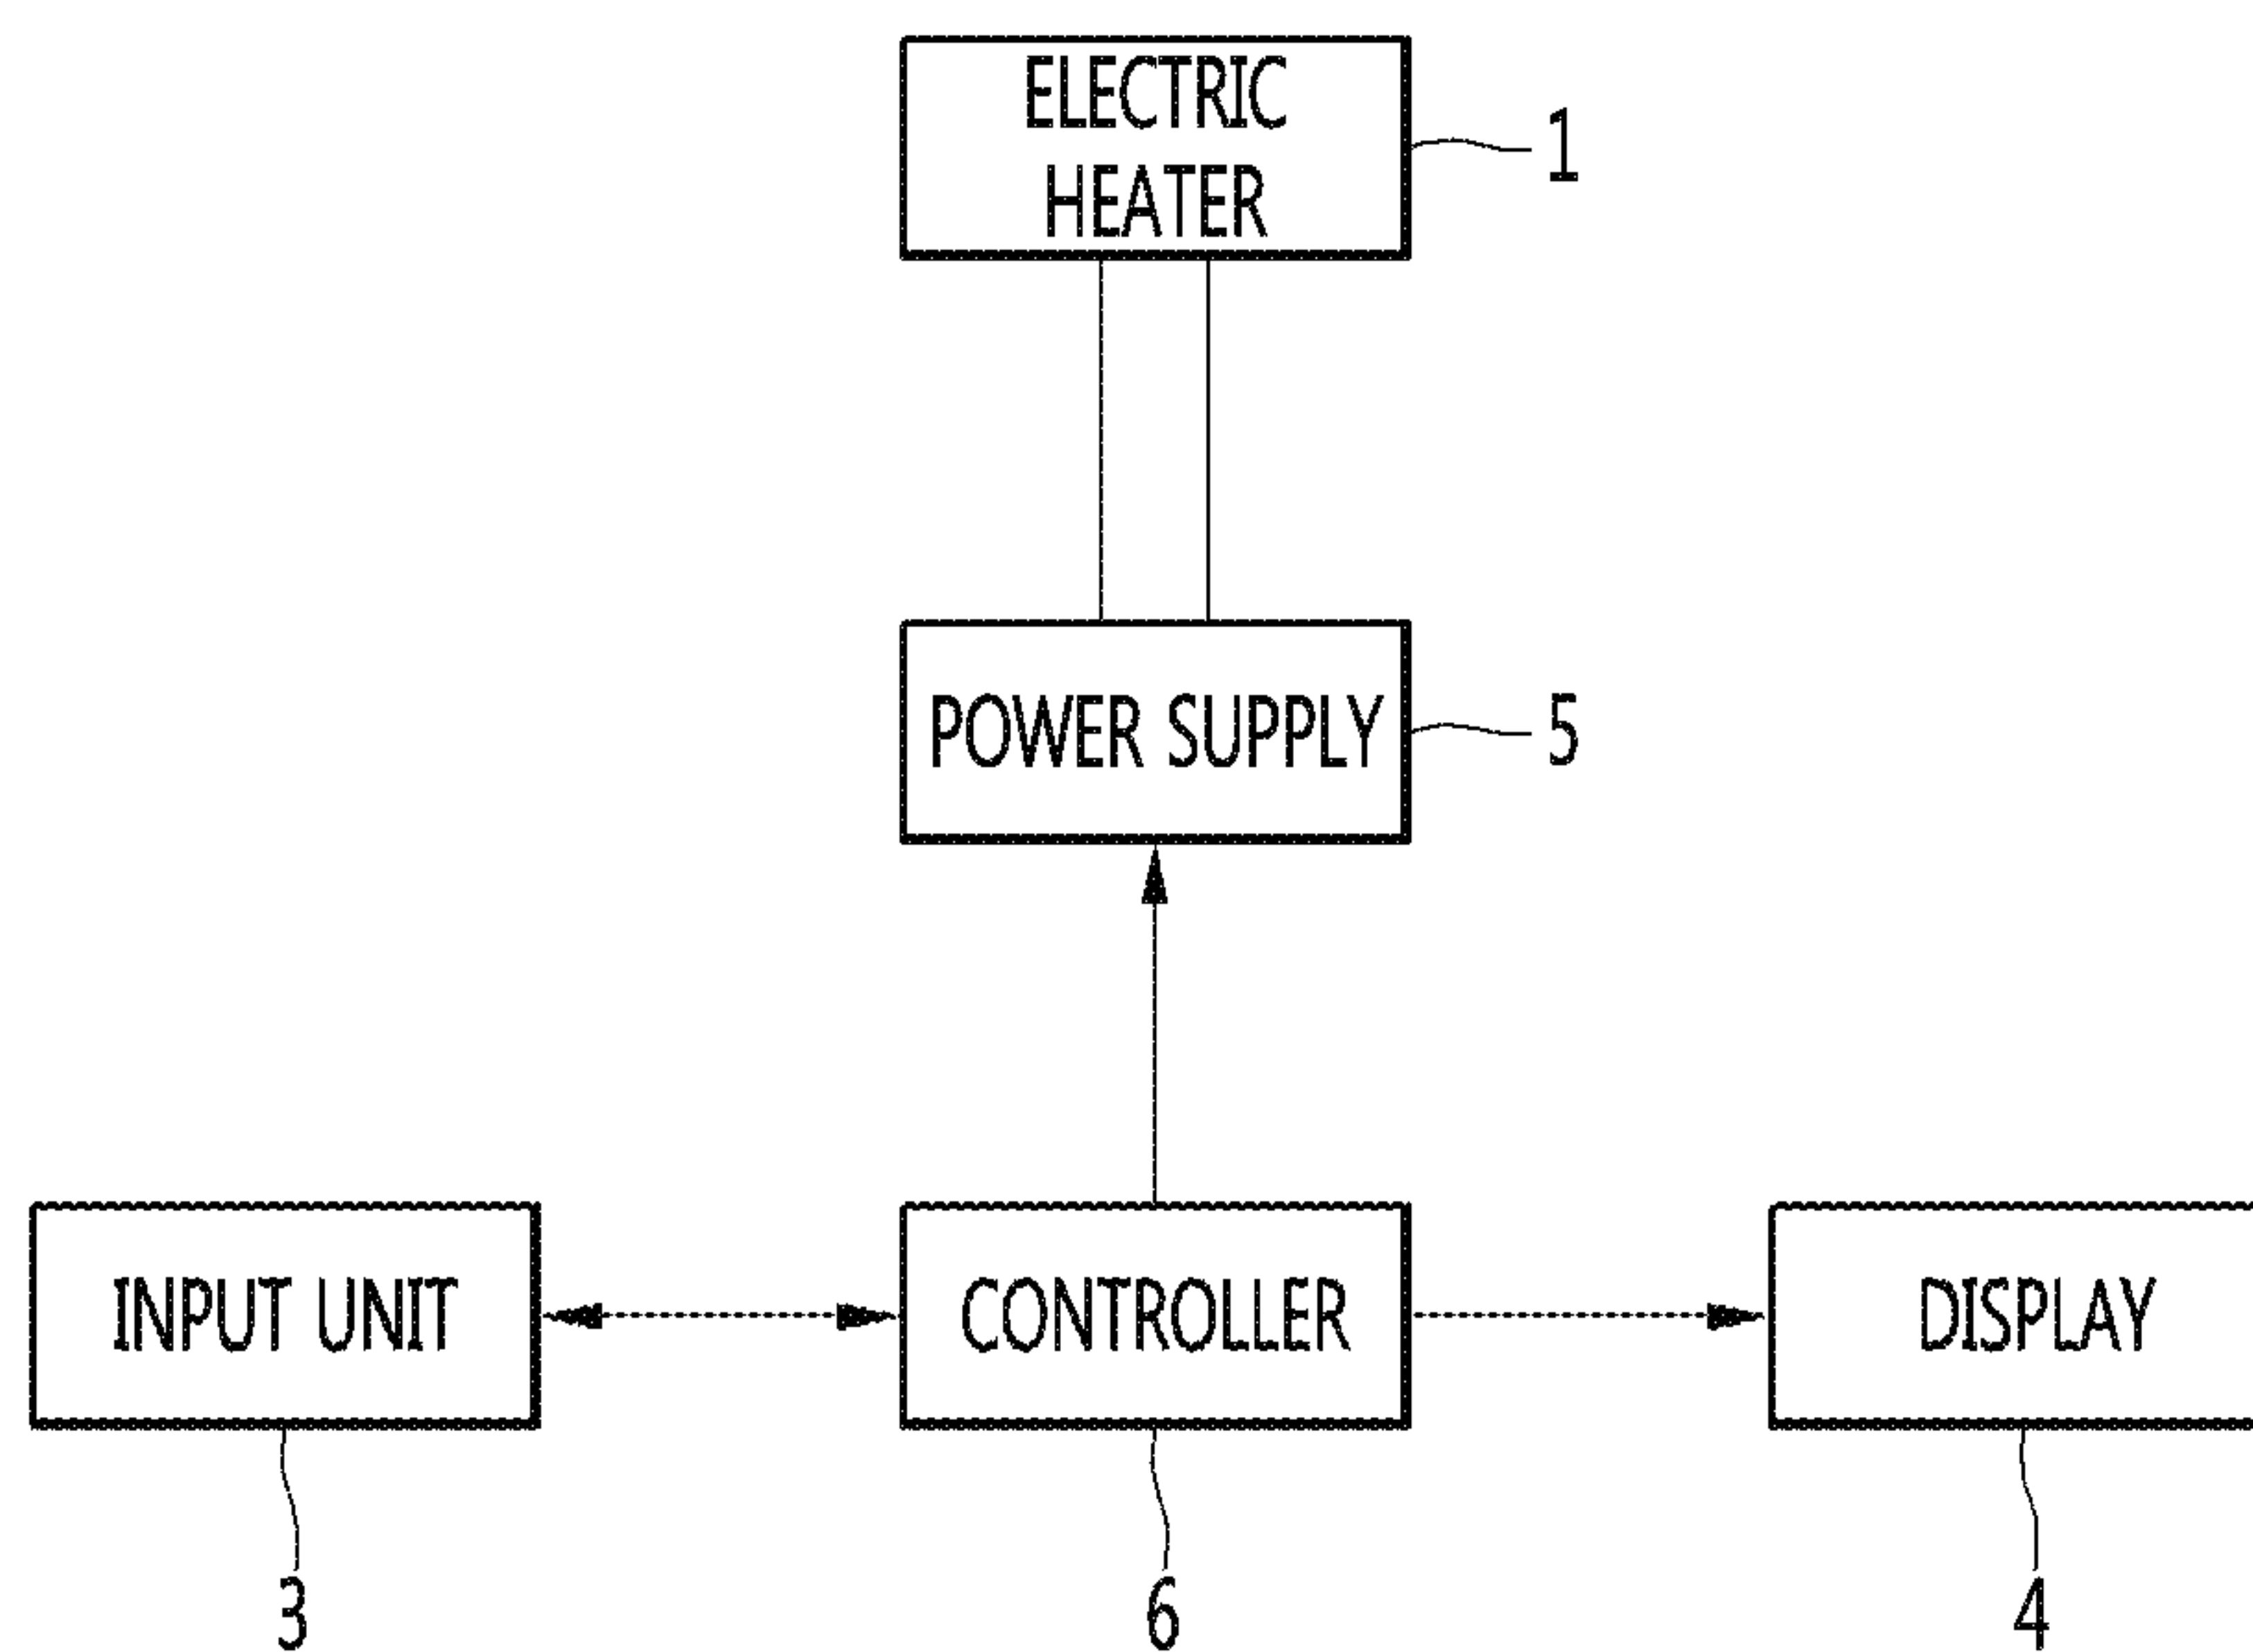 ELECTRIC
HEATER
1
POWER SUPPLY
5
INPUT UNIT
CONTROLLER
DISPLAY
3
6
4